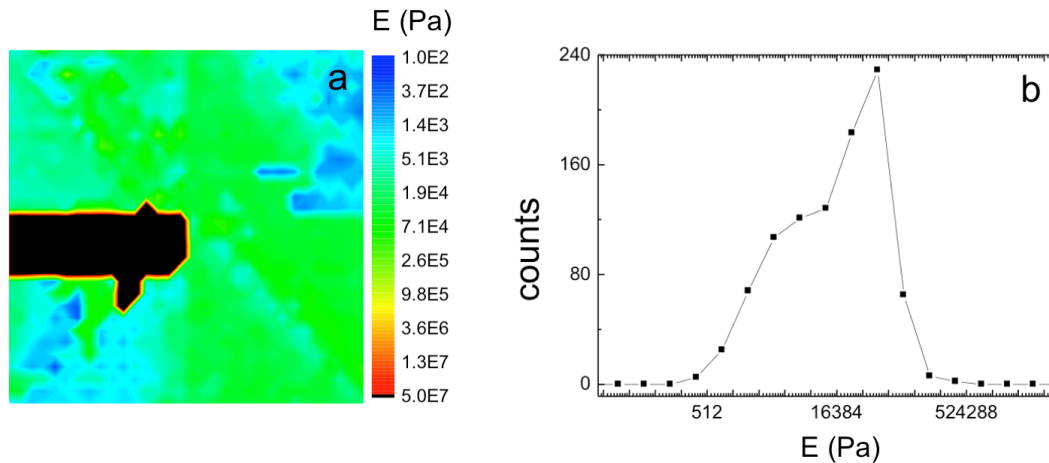 E (Pa)
a
1.0E2
3.7E2
1.4E3
5.1E3
1.9E4
7.1E4
2.6E5
9.8E5
3.6E6
1.3E7
5.0E7
b
counts
240
160
80
0
512
16384
524288
E (Pa)